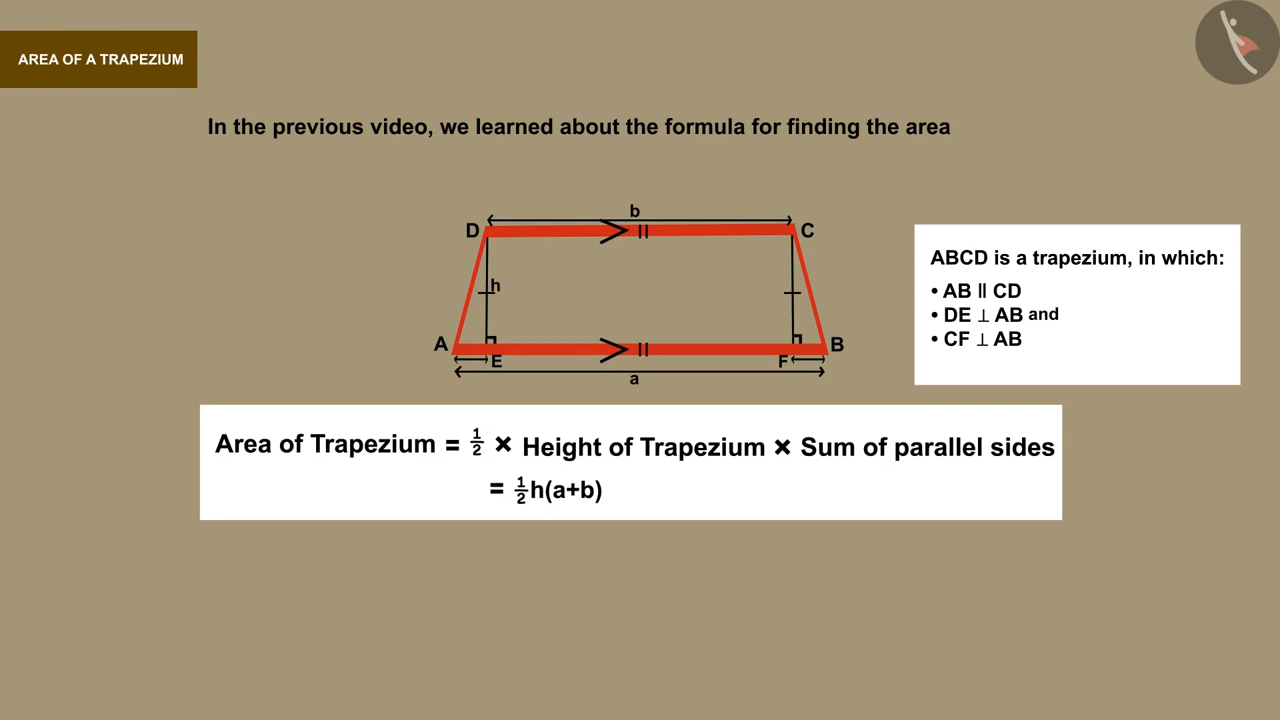 AREA OF A TRAPEZIUM
In the previous video, we learned about the formula for finding the area
b
D
C
h
A
B
E
F
a
ABCD is a trapezium, in which:
• AB ∥ CD
• DE ⊥ AB and
• CF ⊥ AB
Area of Trapezium = ½ × Height of Trapezium × Sum of parallel sides
= ½h(a+b)